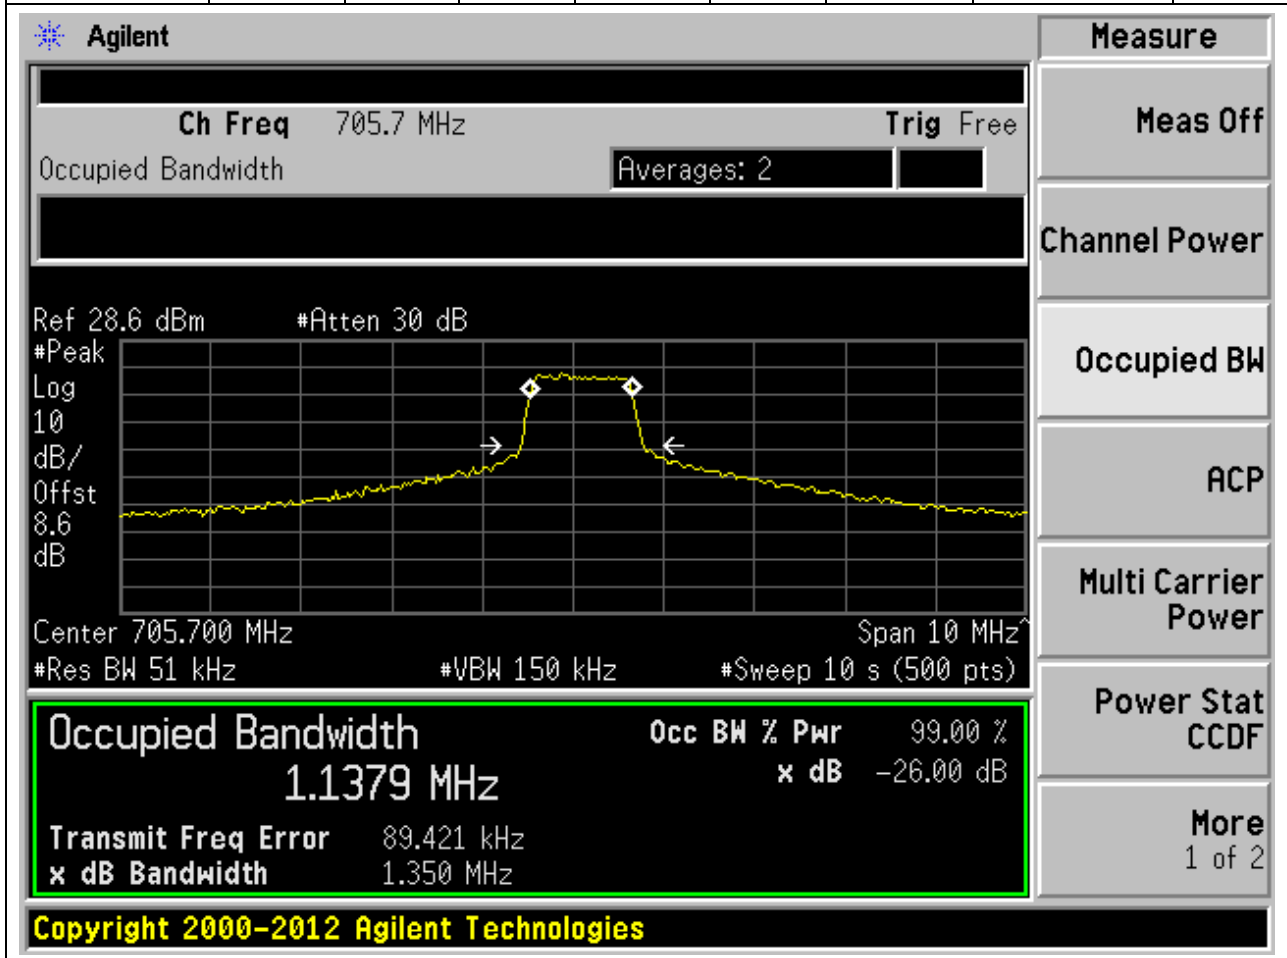 Agilent
Measure
Ch Freq 705.7 MHz Trig Free
Meas Off
Occupied Bandwidth Averages: 2
Channel Power
Ref 28.6 dBm #Atten 30 dB
#Peak
Log
10
dB/
Offst
8.6
dB
Occupied BW
ACP
Multi Carrier
Power
Center 705.700 MHz Span 10 MHz^
#Res BW 51 kHz #VBW 150 kHz #Sweep 10 s (500 pts)
Power Stat
CCDF
Occupied Bandwidth Occ BW % Pwr 99.00 %
1.1379 MHz x dB -26.00 dB
Transmit Freq Error 89.421 kHz
x dB Bandwidth 1.350 MHz
More
1 of 2
Copyright 2000-2012 Agilent Technologies